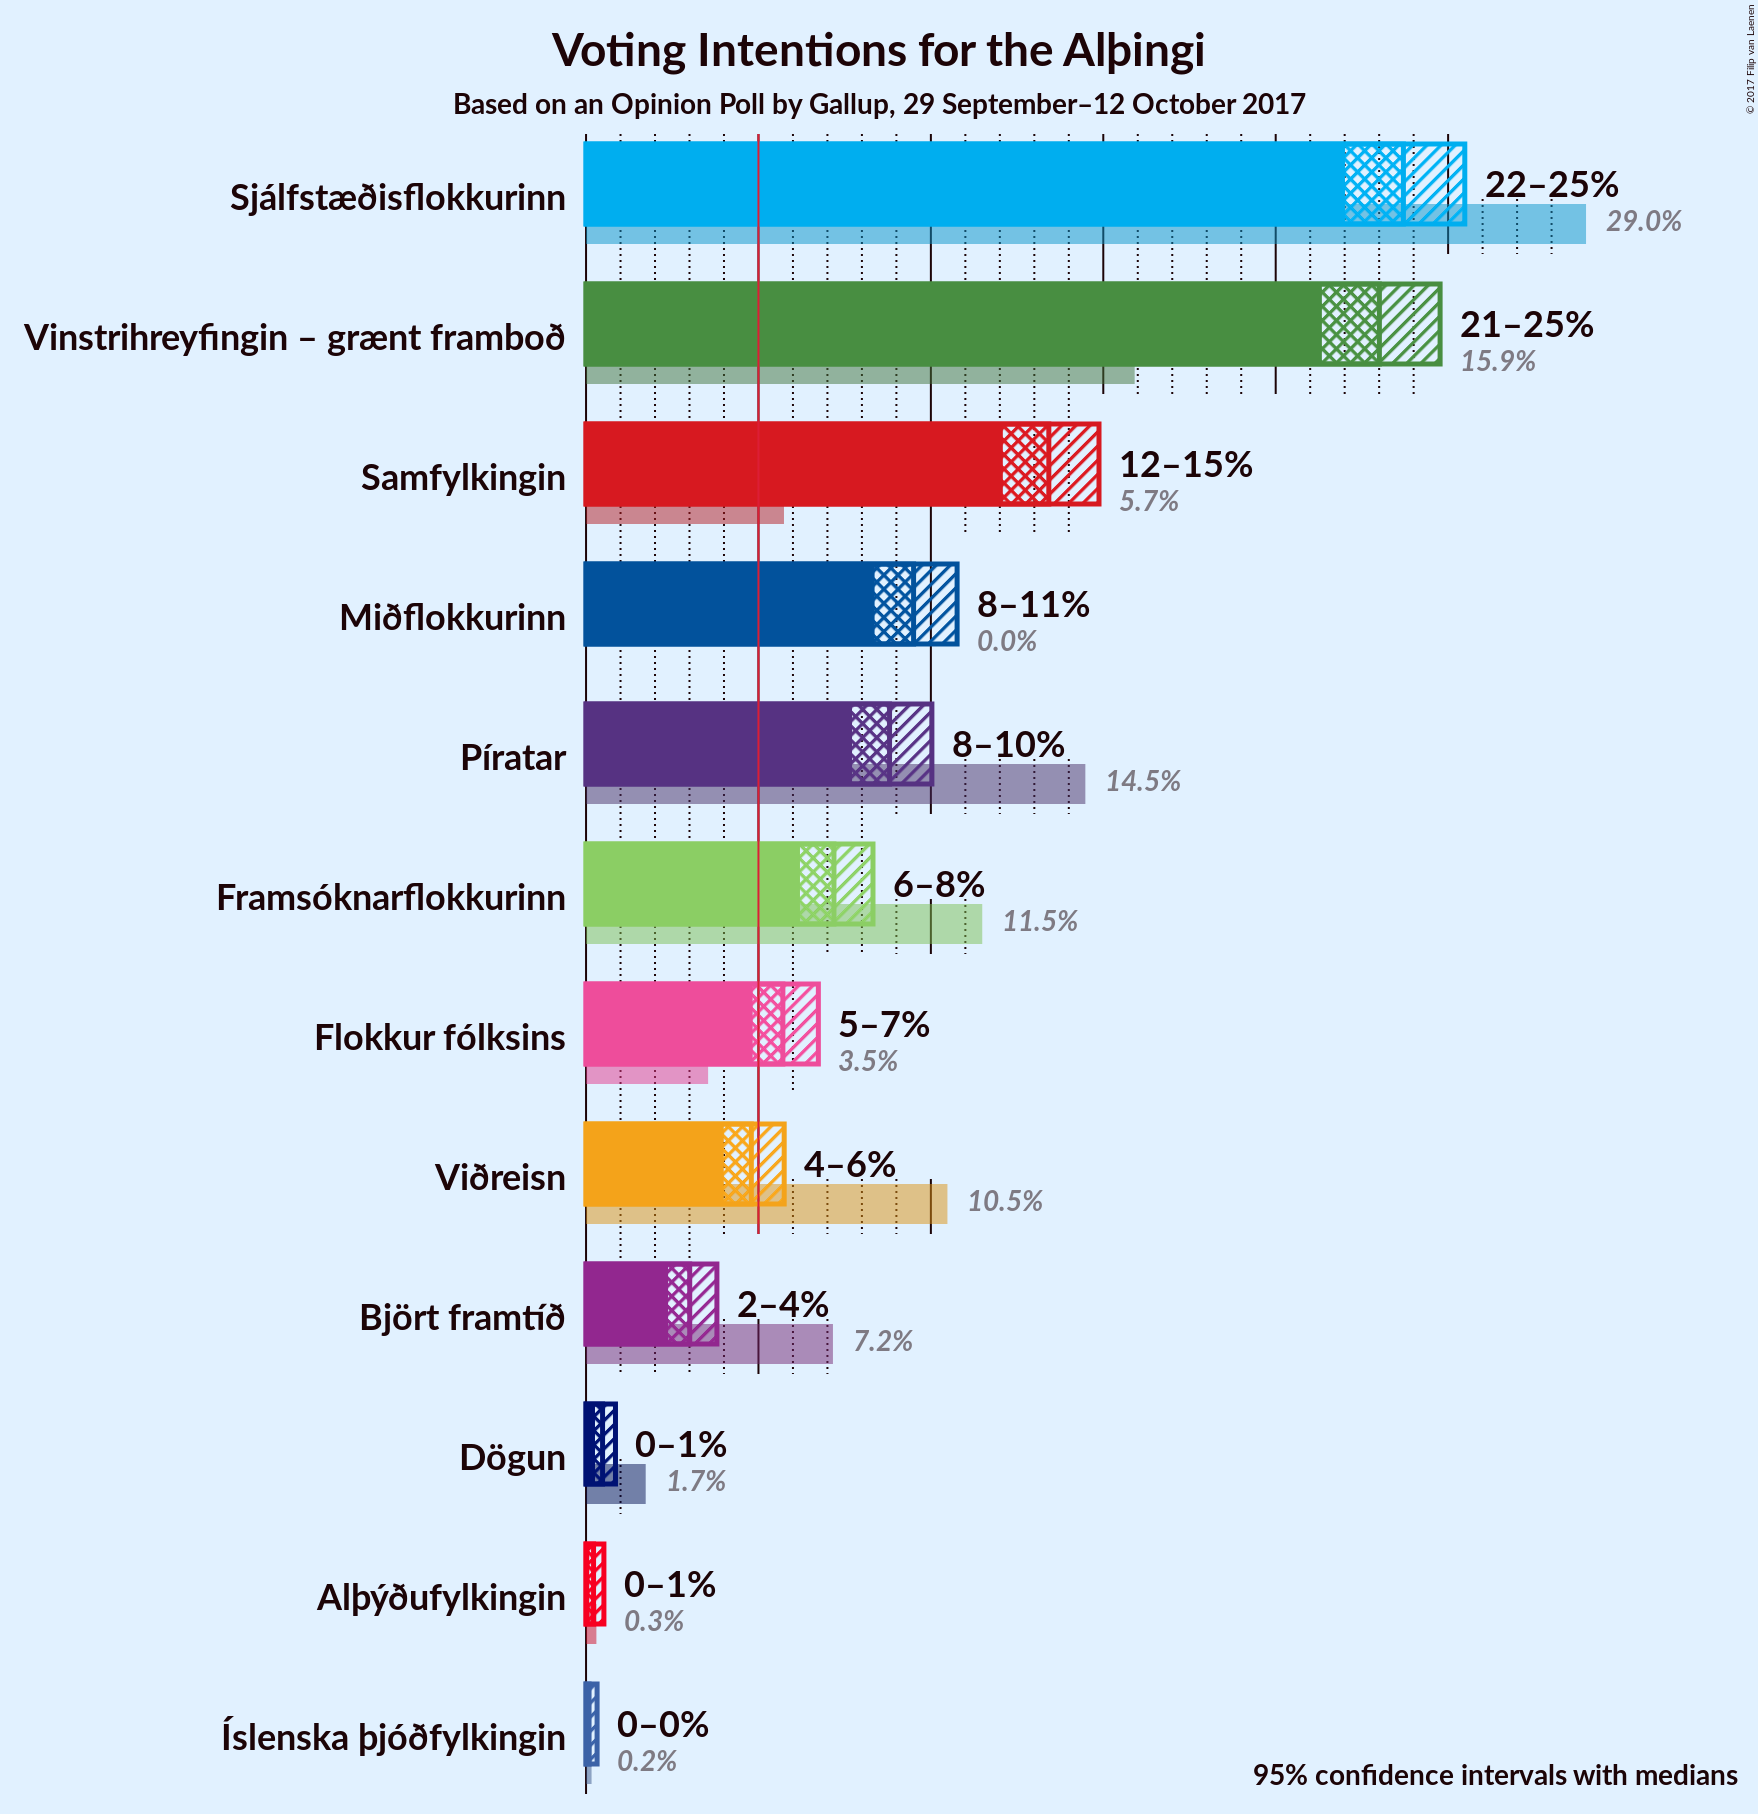 Voting Intentions for the Alþingi
Based on an Opinion Poll by Gallup, 29 September–12 October 2017
© 2017 Filip van Laenen
Sjálfstæðisflokkurinn
22–25%
29.0%
Vinstrihreyfingin – grænt framboð
21–25%
15.9%
Samfylkingin
12–15%
5.7%
Miðflokkurinn
8–11%
0.0%
Píratar
8–10%
14.5%
Framsóknarflokkurinn
6–8%
11.5%
Flokkur fólksins
5–7%
3.5%
Viðreisn
4–6%
10.5%
Björt framtíð
2–4%
7.2%
Dögun
0–1%
1.7%
Alþýðufylkingin
0–1%
0.3%
Íslenska þjóðfylkingin
0–0%
0.2%
95% confidence intervals with medians